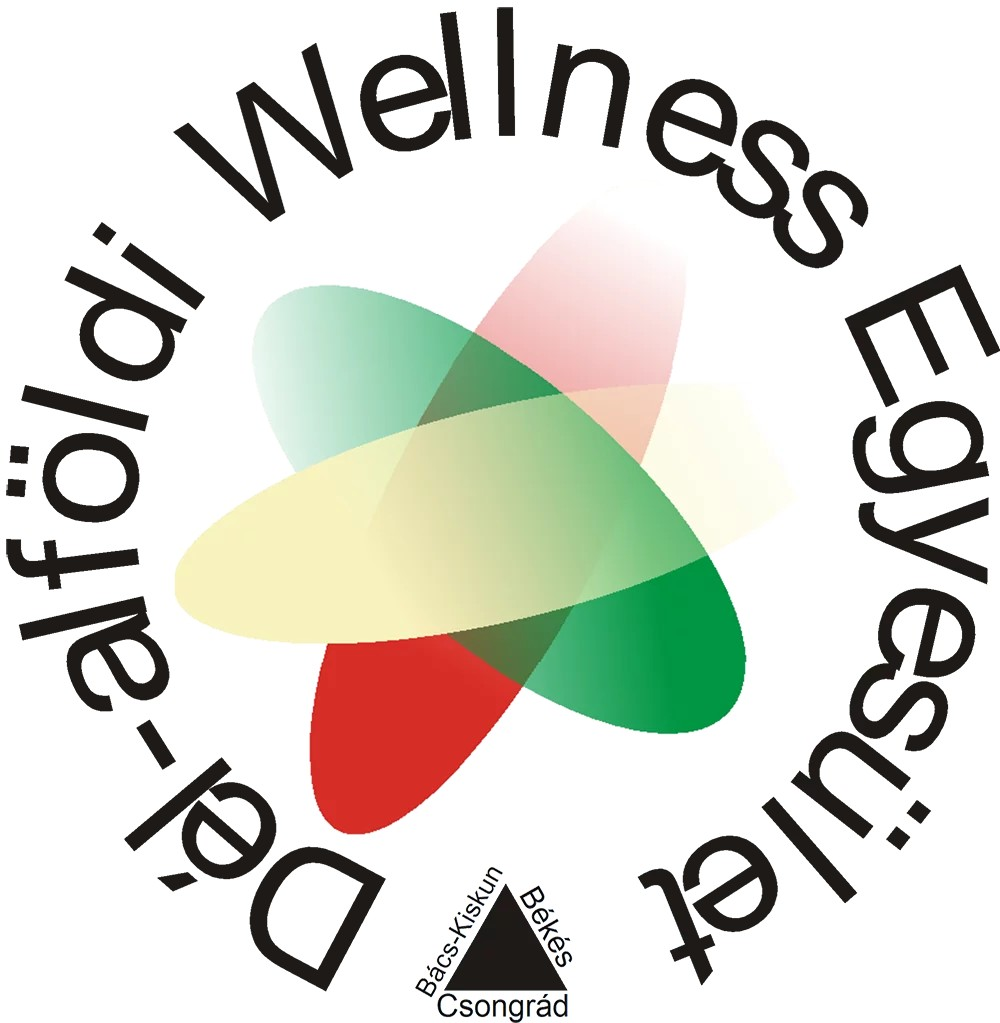 Dél-alföldi Wellness Egyesület
Bács-Kiskun
Békés
Csongrád